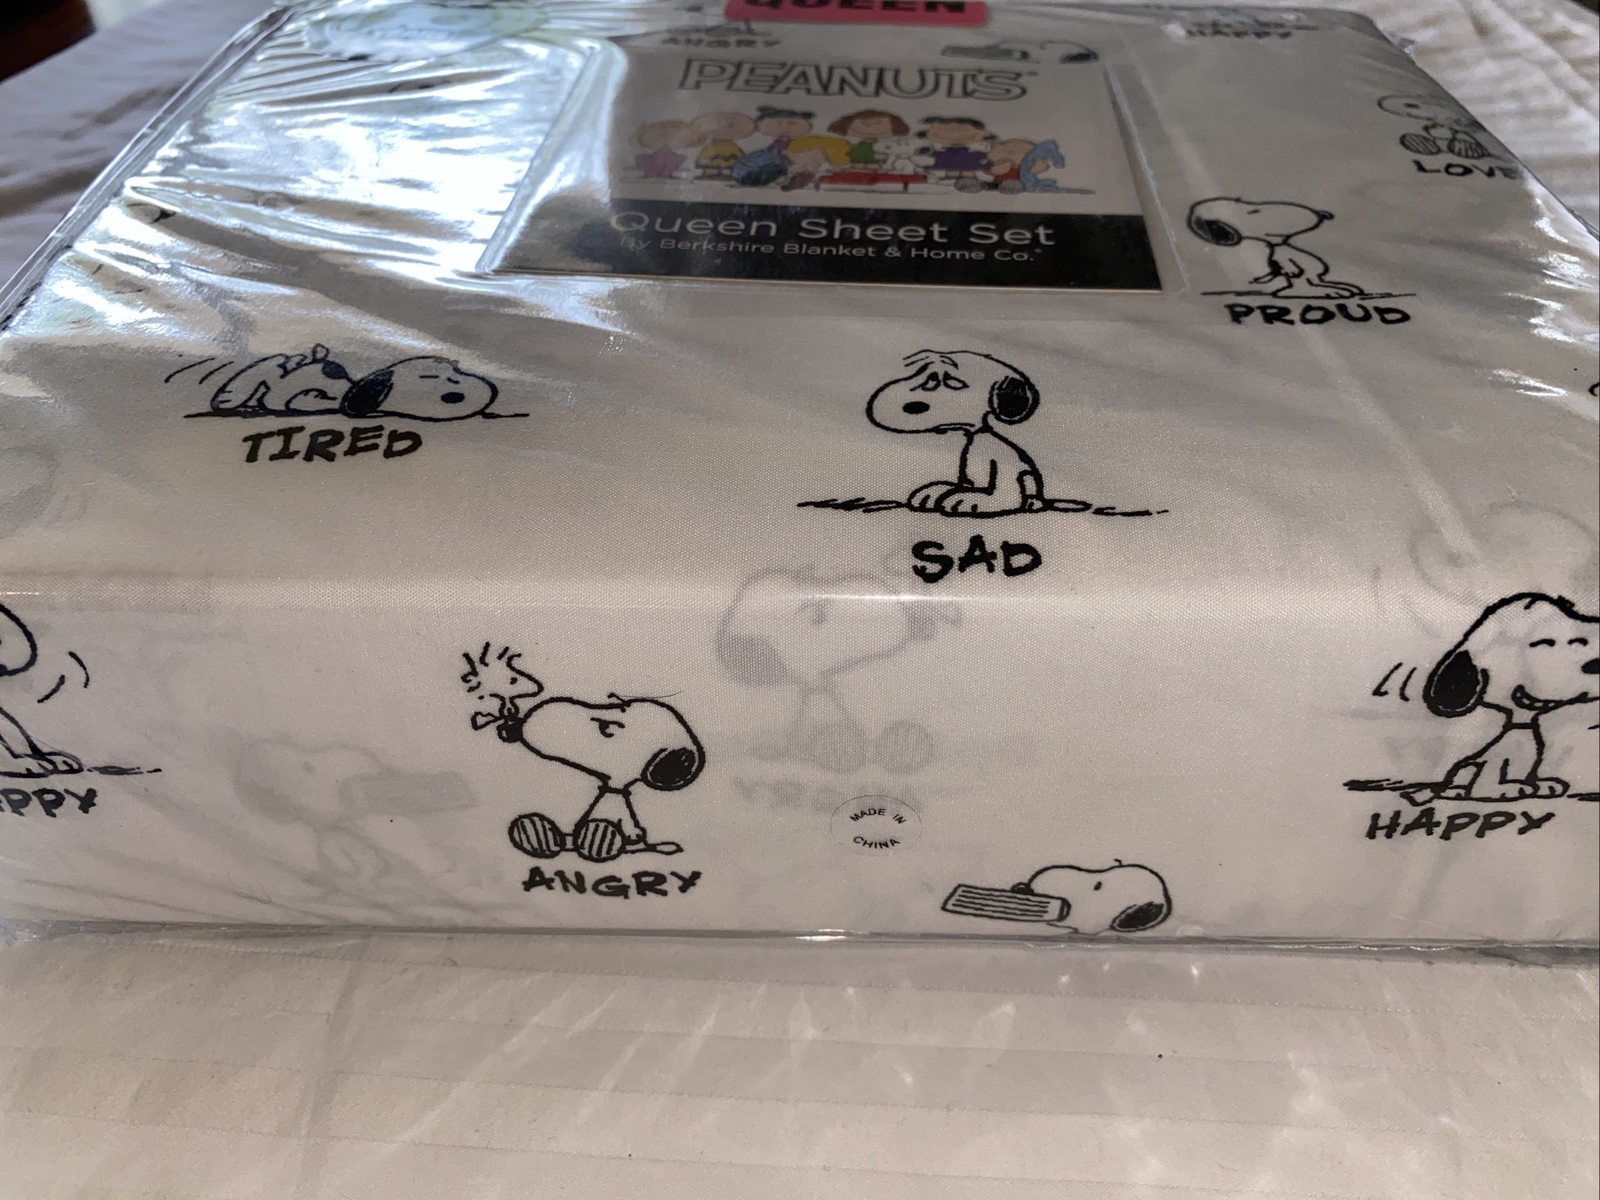 QUEEN
ANGRY
HAPPY
PEANUTS
LOVE
Queen Sheet Set
By Berkshire Blanket & Home Co.
PROUD
TIRED
SAD
PPY
HAPPY
MADE IN
CHINA
ANGRY